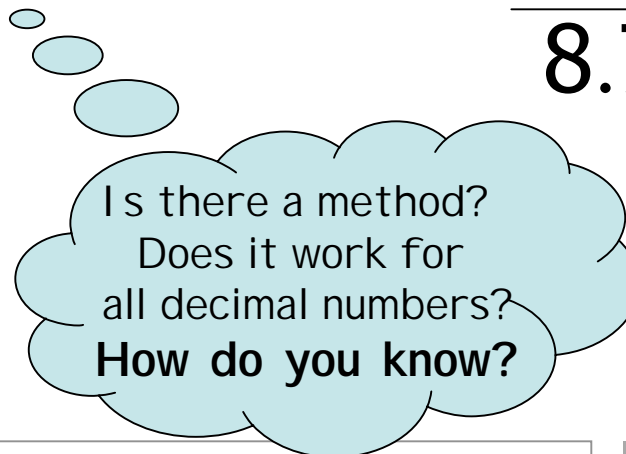 8.
Is there a method?
Does it work for
all decimal numbers?
How do you know?